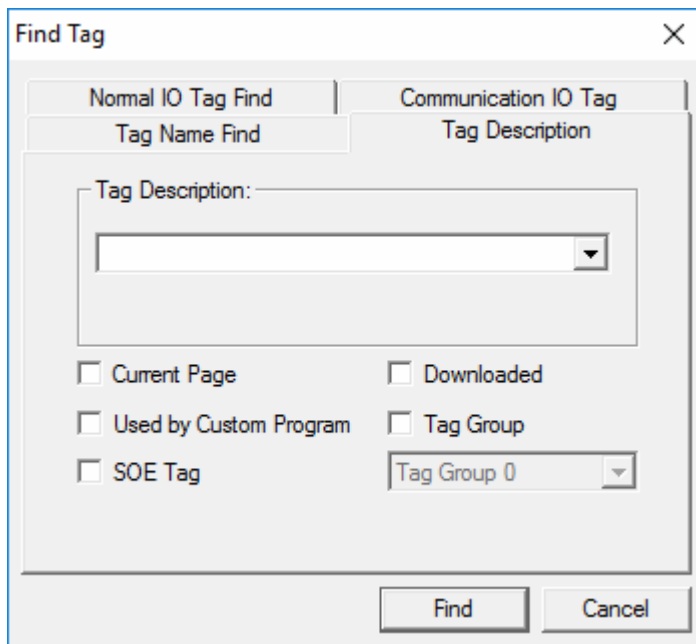 Find Tag
Normal IO Tag Find
Communication IO Tag
Tag Name Find
Tag Description
Tag Description:
Current Page
Downloaded
Used by Custom Program
Tag Group
SOE Tag
Tag Group 0
Find
Cancel